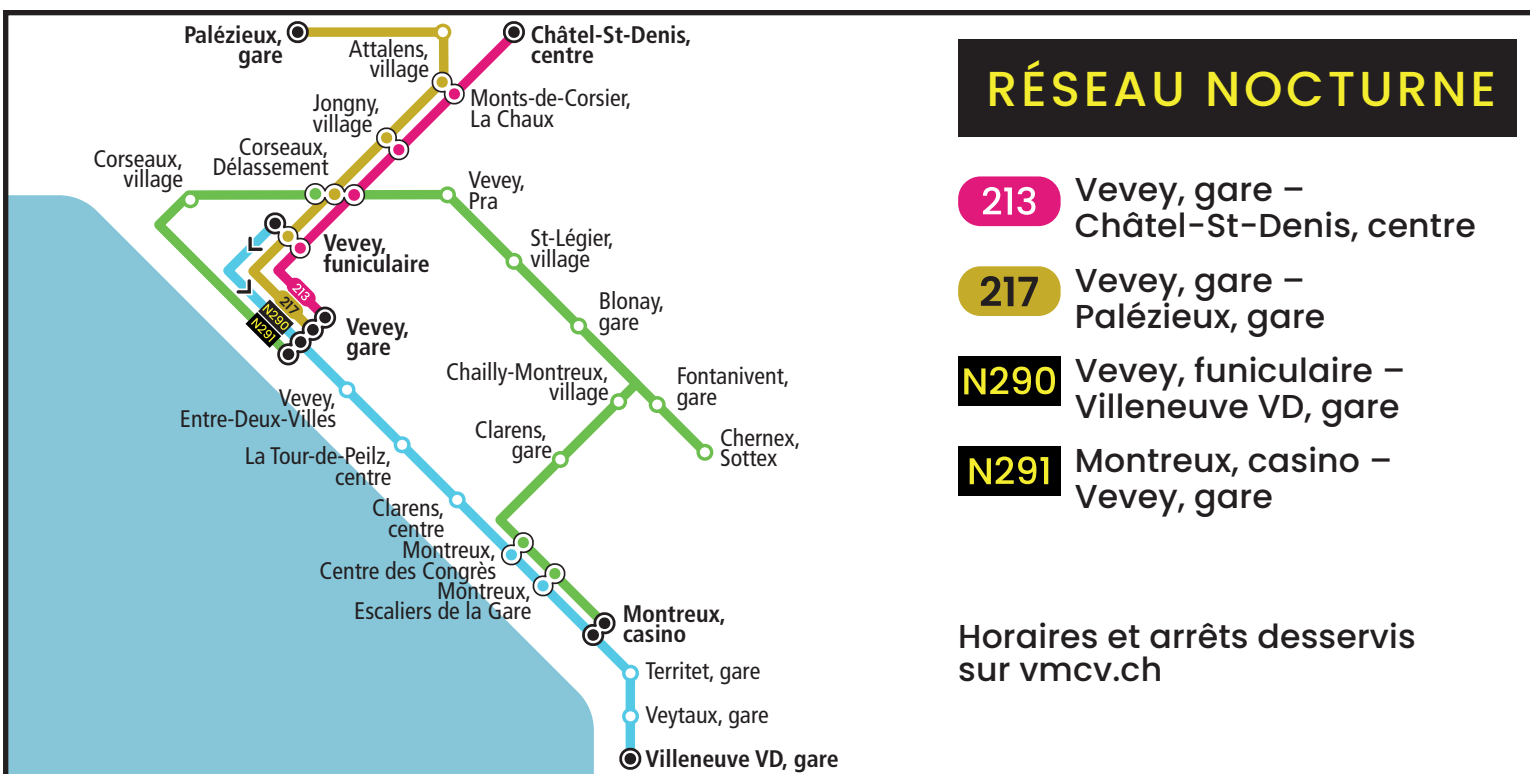 Palézieux,
gare
Attalens,
village
Châtel-St-Denis,
centre
Jongny,
village
Monts-de-Corsier,
La Chaux
Corseaux,
village
Corseaux,
Délassement
Vevey,
Pra
Vevey,
funiculaire
St-Légier,
village
213
217
N290
N291
Vevey,
gare
Blonay,
gare
Vevey,
Entre-Deux-Villes
Chailly-Montreux,
village
Fontanivent,
gare
La Tour-de-Peilz,
centre
Clarens,
gare
Chernex,
Sottex
Clarens,
centre
Montreux,
Centre des Congrès
Montreux,
Escaliers de la Gare
Montreux,
casino
Territet, gare
Veytaux, gare
Villeneuve VD, gare
RÉSEAU NOCTURNE
213 Vevey, gare –
Châtel-St-Denis, centre
217 Vevey, gare –
Palézieux, gare
N290 Vevey, funiculaire –
Villeneuve VD, gare
N291 Montreux, casino –
Vevey, gare
Horaires et arrêts desservis
sur vmcv.ch